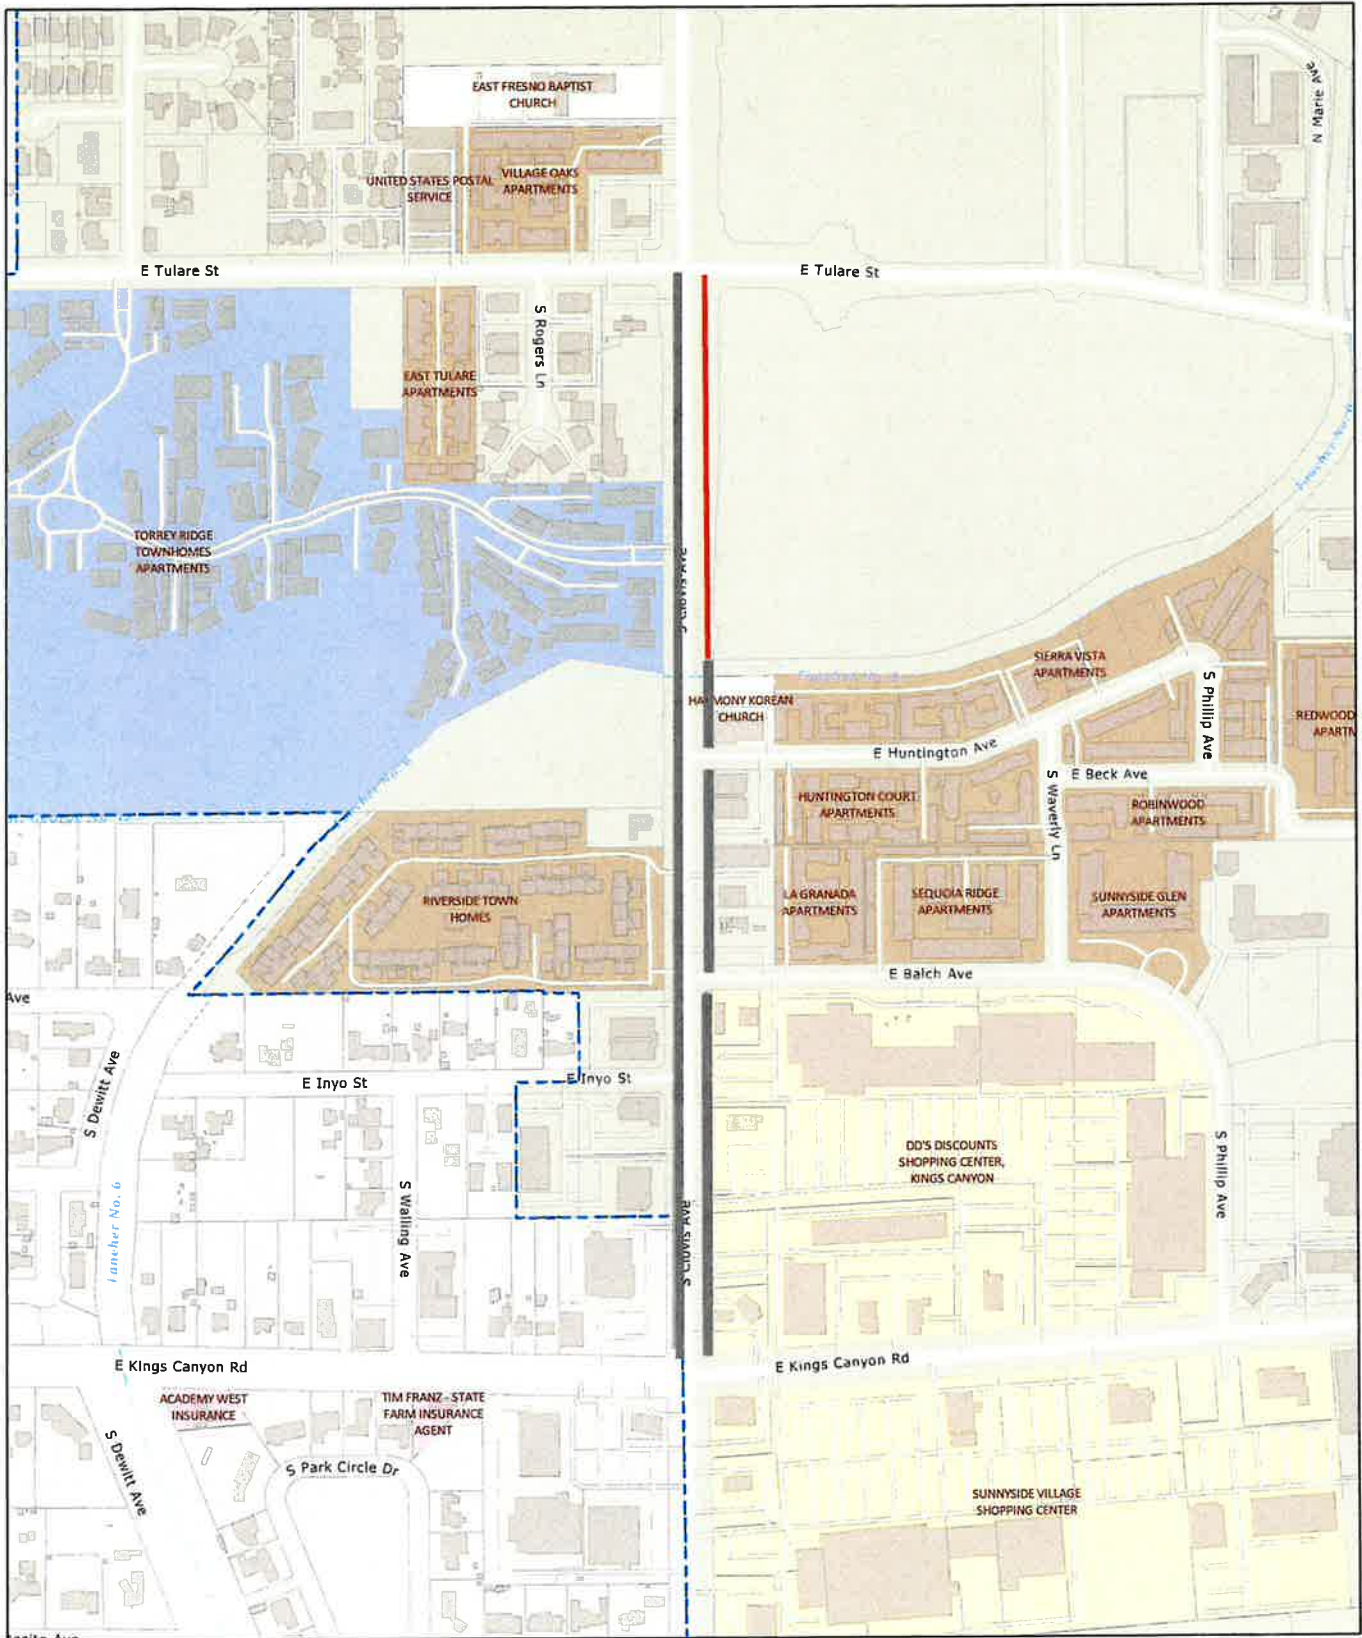 N Marie Ave
EAST FRESNO BAPTIST
CHURCH
UNITED STATES POSTAL
SERVICE
VILLAGE OAKS
APARTMENTS
E Tulare St
E Tulare St
S Rogers Ln
EAST TULARE
APARTMENTS
TORREY RIDGE
TOWNHOMES
APARTMENTS
SIERRA VISTA
APARTMENTS
HARMONY KOREAN
CHURCH
S Phillip Ave
REDWOOD
APARTM
E Huntington Ave
S Waverly Ln
E Beck Ave
HUNTINGTON COURT
APARTMENTS
ROBINWOOD
APARTMENTS
RIVERSIDE TOWN
HOMES
LA GRANADA
APARTMENTS
SEQUOIA RIDGE
APARTMENTS
SUNNYSIDE GLEN
APARTMENTS
E Balch Ave
Ave
S Dewitt Ave
E Inyo St
E Inyo St
DD'S DISCOUNTS
SHOPPING CENTER,
KINGS CANYON
S Phillip Ave
Fancher No. 6
S Walling Ave
S Clovis Ave
E Kings Canyon Rd
E Kings Canyon Rd
ACADEMY WEST
INSURANCE
TIM FRANZ - STATE
FARM INSURANCE
AGENT
S Dewitt Ave
S Park Circle Dr
SUNNYSIDE VILLAGE
SHOPPING CENTER